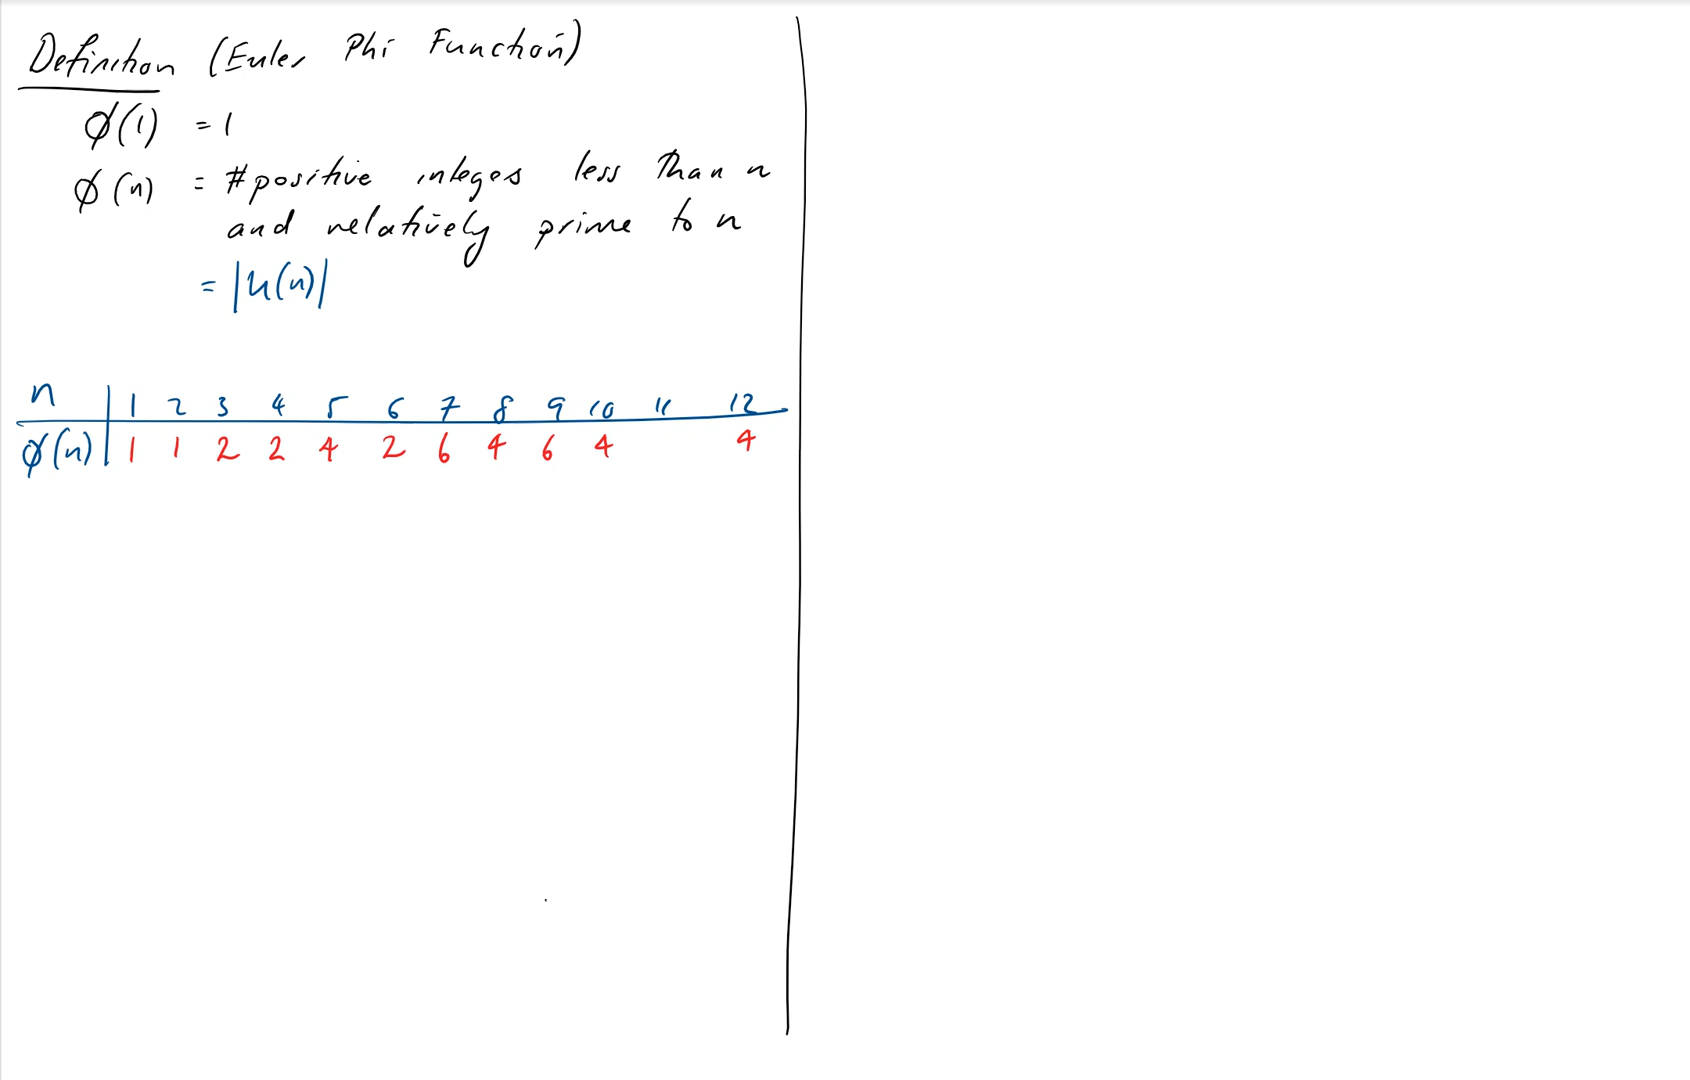 Definition (Euler Phi Function)
ϕ(1) = 1
ϕ(n) = #positive integes less than n
and relatively prime to n
= |U(n)|
n | 1 2 3 4 5 6 7 8 9 10 11 12
ϕ(n) | 1 1 2 2 4 2 6 4 6 4 4